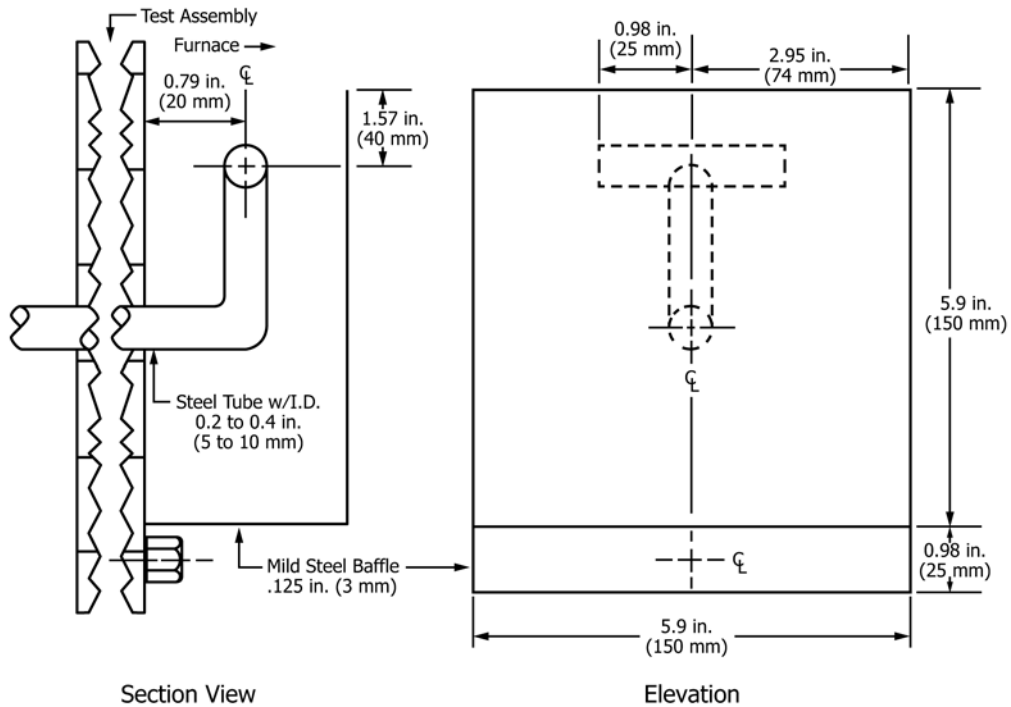 Test Assembly
Furnace
℄
0.79 in.
(20 mm)
1.57 in.
(40 mm)
Steel Tube w/I.D.
0.2 to 0.4 in.
(5 to 10 mm)
Mild Steel Baffle
.125 in. (3 mm)
Section View
0.98 in.
(25 mm)
2.95 in.
(74 mm)
℄
5.9 in.
(150 mm)
℄
0.98 in.
(25 mm)
5.9 in.
(150 mm)
Elevation